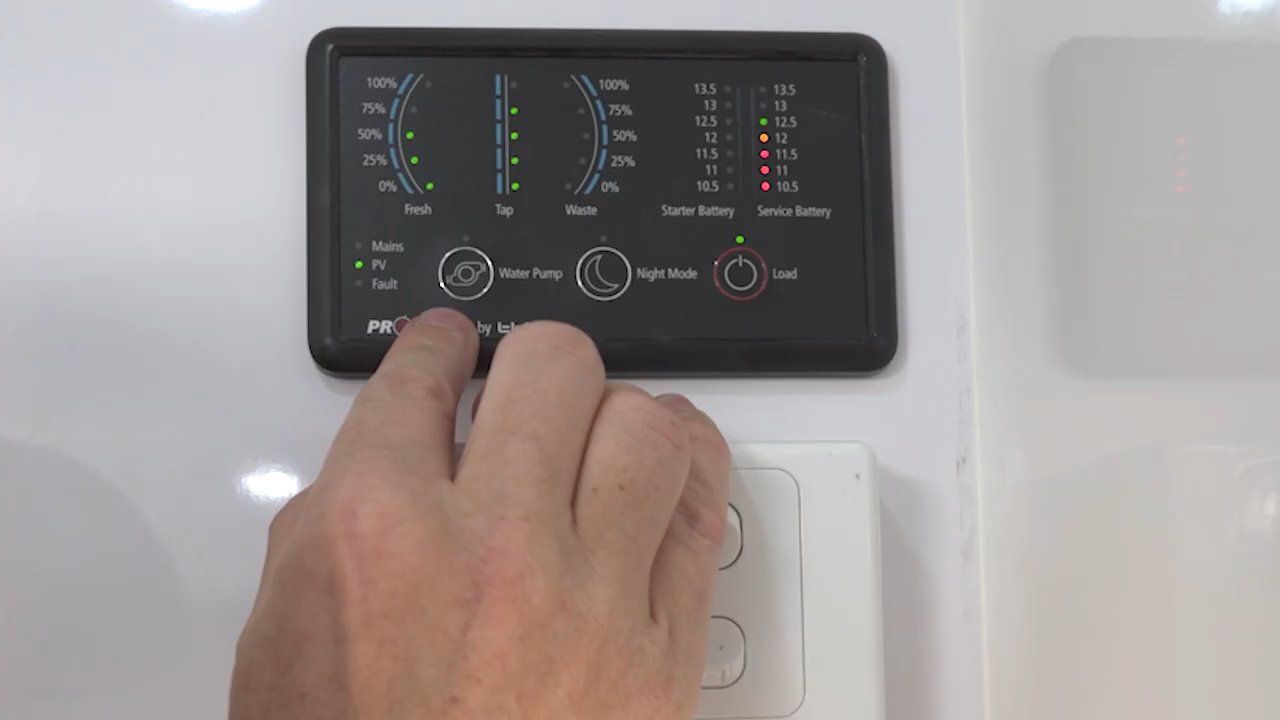 100% 100% 13.5 13.5
75% 75% 13 13
50% 50% 12.5 12.5
25% 25% 12 12
0% 0% 11.5 11.5
11 11
10.5 10.5
Fresh Tap Waste Starter Battery Service Battery
Mains
PV Water Pump Night Mode Load
Fault
by